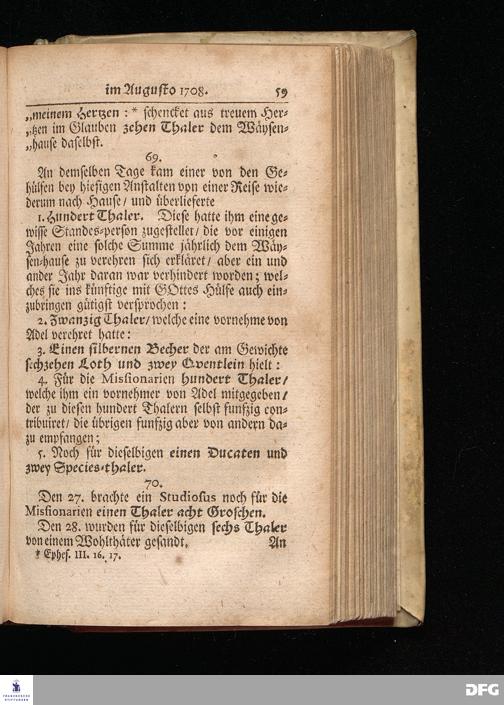 im Augusto 1708. 59
„meinem Hertzen : * schencket aus treuem Her-
„tzen im Glauben zehen Thaler dem Wäysen-
„hause daselbst.
69.
An demselben Tage kam einer von den Ge-
hülfen bey hiesigen Anstalten von einer Reise wie-
derum nach Hause / und überlieferte
1. Hundert Thaler. Diese hatte ihm eine ge-
wisse Standes-person zugestellet / die vor einigen
Jahren eine solche Summe jährlich dem Wäy-
sen-hause zu verehren sich erkläret / aber ein und
ander Jahr daran war verhindert worden; wel-
ches sie ins künftige mit GOttes Hülfe auch ein-
zubringen gütigst versprochen :
2. Zwanzig Thaler / welche eine vornehme von
Adel verehret hatte :
3. Einen silbernen Becher der am Gewichte
sechzehen Loth und zwey Qventlein hielt :
4. Für die Missionarien hundert Thaler /
welche ihm ein vornehmer von Adel mitgegeben /
der zu diesen hundert Thalern selbst funfzig con-
tribuiret / die übrigen funfzig aber von andern da-
zu empfangen ;
5. Noch für dieselbigen einen Ducaten und
zwey Species-thaler.
70.
Den 27. brachte ein Studiosus noch für die
Missionarien einen Thaler acht Groschen.
Den 28. wurden für dieselbigen sechs Thaler
von einem Wohlthäter gesandt. An
* Ephes. III. 16. 17.
FRANCKESCHE
STIFTUNGEN
DFG